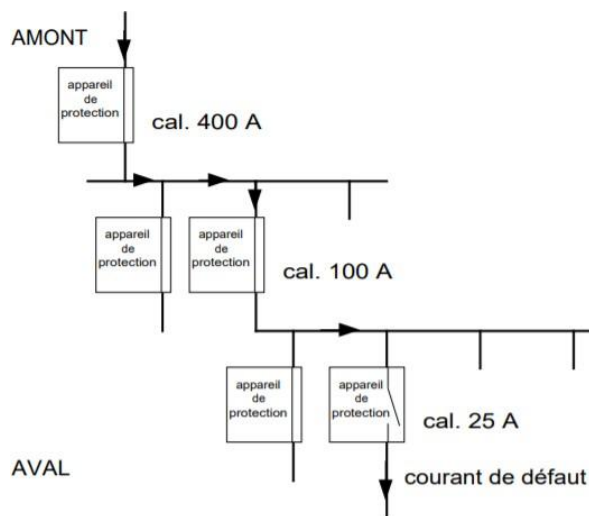 AMONT
appareil
de
protection
cal. 400 A
appareil
de
protection
appareil
de
protection
cal. 100 A
appareil
de
protection
appareil
de
protection
cal. 25 A
AVAL
courant de défaut